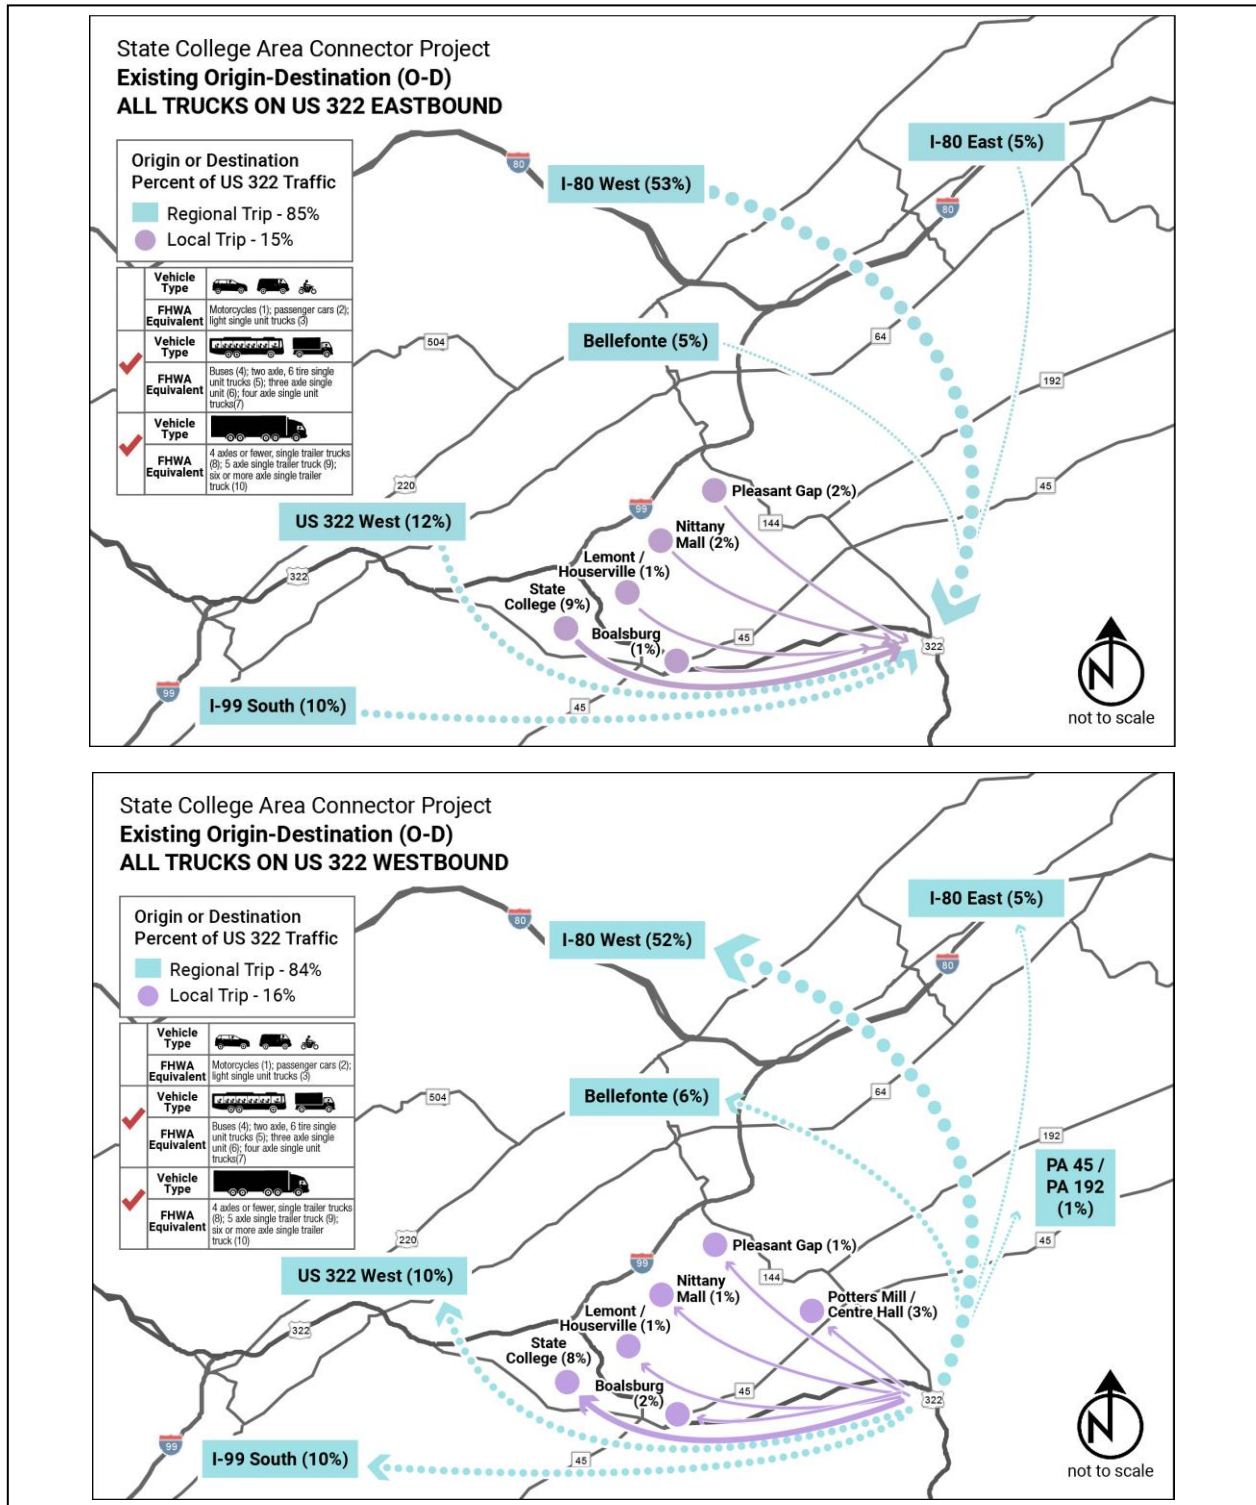 State College Area Connector Project
Existing Origin-Destination (O-D)
ALL TRUCKS ON US 322 EASTBOUND
Origin or Destination
Percent of US 322 Traffic
Regional Trip - 85%
Local Trip - 15%
Vehicle
Type
FHWA
Equivalent
Motorcycles (1); passenger cars (2);
light single unit trucks (3)
Vehicle
Type
FHWA
Equivalent
Buses (4); two axle, 6 tire single
unit trucks (5); three axle single
unit (6); four axle single unit
trucks(7)
Vehicle
Type
FHWA
Equivalent
4 axles or fewer, single trailer trucks
(8); 5 axle single trailer truck (9);
six or more axle single trailer
truck (10)
I-80 East (5%)
80
I-80 West (53%)
80
Bellefonte (5%)
504
64
192
220
45
Pleasant Gap (2%)
99
144
US 322 West (12%)
Nittany
Mall (2%)
Lemont /
Houserville (1%)
322
State
College (9%)
Boalsburg
(1%)
45
322
99
I-99 South (10%)
45
N
not to scale
State College Area Connector Project
Existing Origin-Destination (O-D)
ALL TRUCKS ON US 322 WESTBOUND
Origin or Destination
Percent of US 322 Traffic
Regional Trip - 84%
Local Trip - 16%
Vehicle
Type
FHWA
Equivalent
Motorcycles (1); passenger cars (2);
light single unit trucks (3)
Vehicle
Type
FHWA
Equivalent
Buses (4); two axle, 6 tire single
unit trucks (5); three axle single
unit (6); four axle single unit
trucks(7)
Vehicle
Type
FHWA
Equivalent
4 axles or fewer, single trailer trucks
(8); 5 axle single trailer truck (9);
six or more axle single trailer
truck (10)
I-80 East (5%)
80
I-80 West (52%)
80
Bellefonte (6%)
504
64
192
PA 45 /
PA 192
(1%)
220
45
Pleasant Gap (1%)
99
144
US 322 West (10%)
Nittany
Mall (1%)
Potters Mill /
Centre Hall (3%)
Lemont /
Houserville (1%)
322
State
College (8%)
Boalsburg
(2%)
45
322
99
I-99 South (10%)
45
N
not to scale